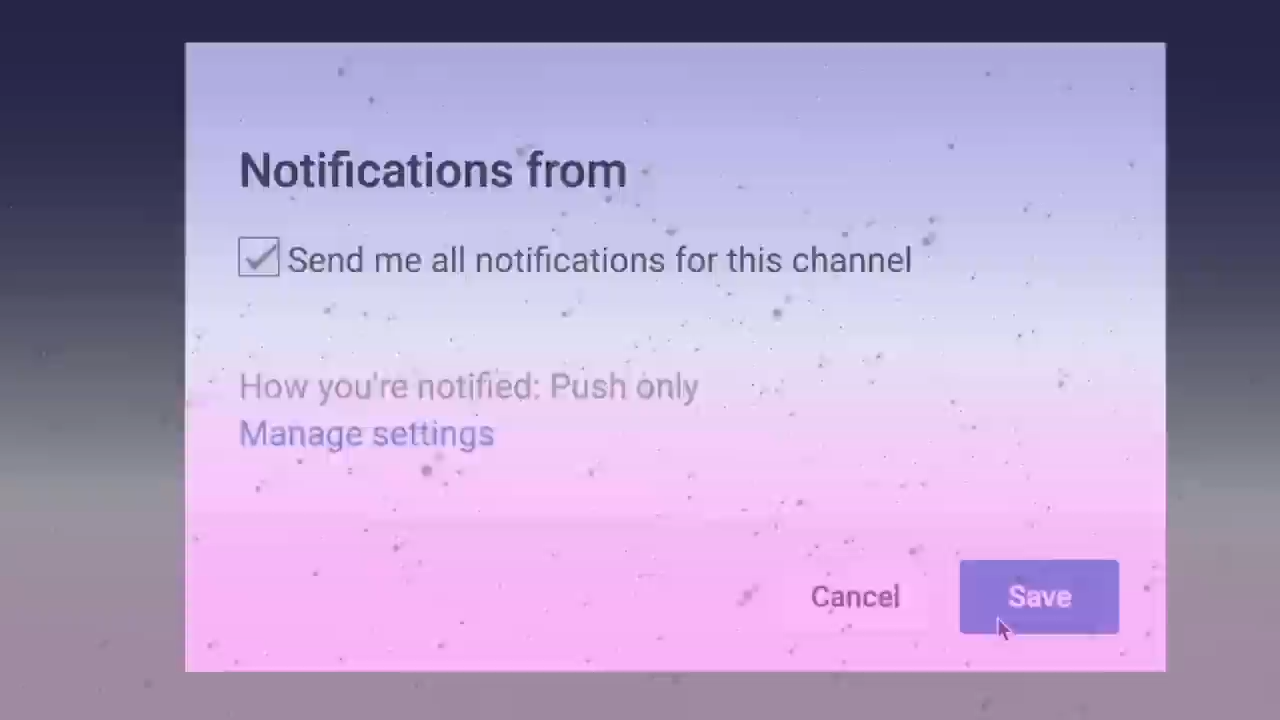 Notifications from
Send me all notifications for this channel
How you're notified: Push only
Manage settings
Cancel
Save